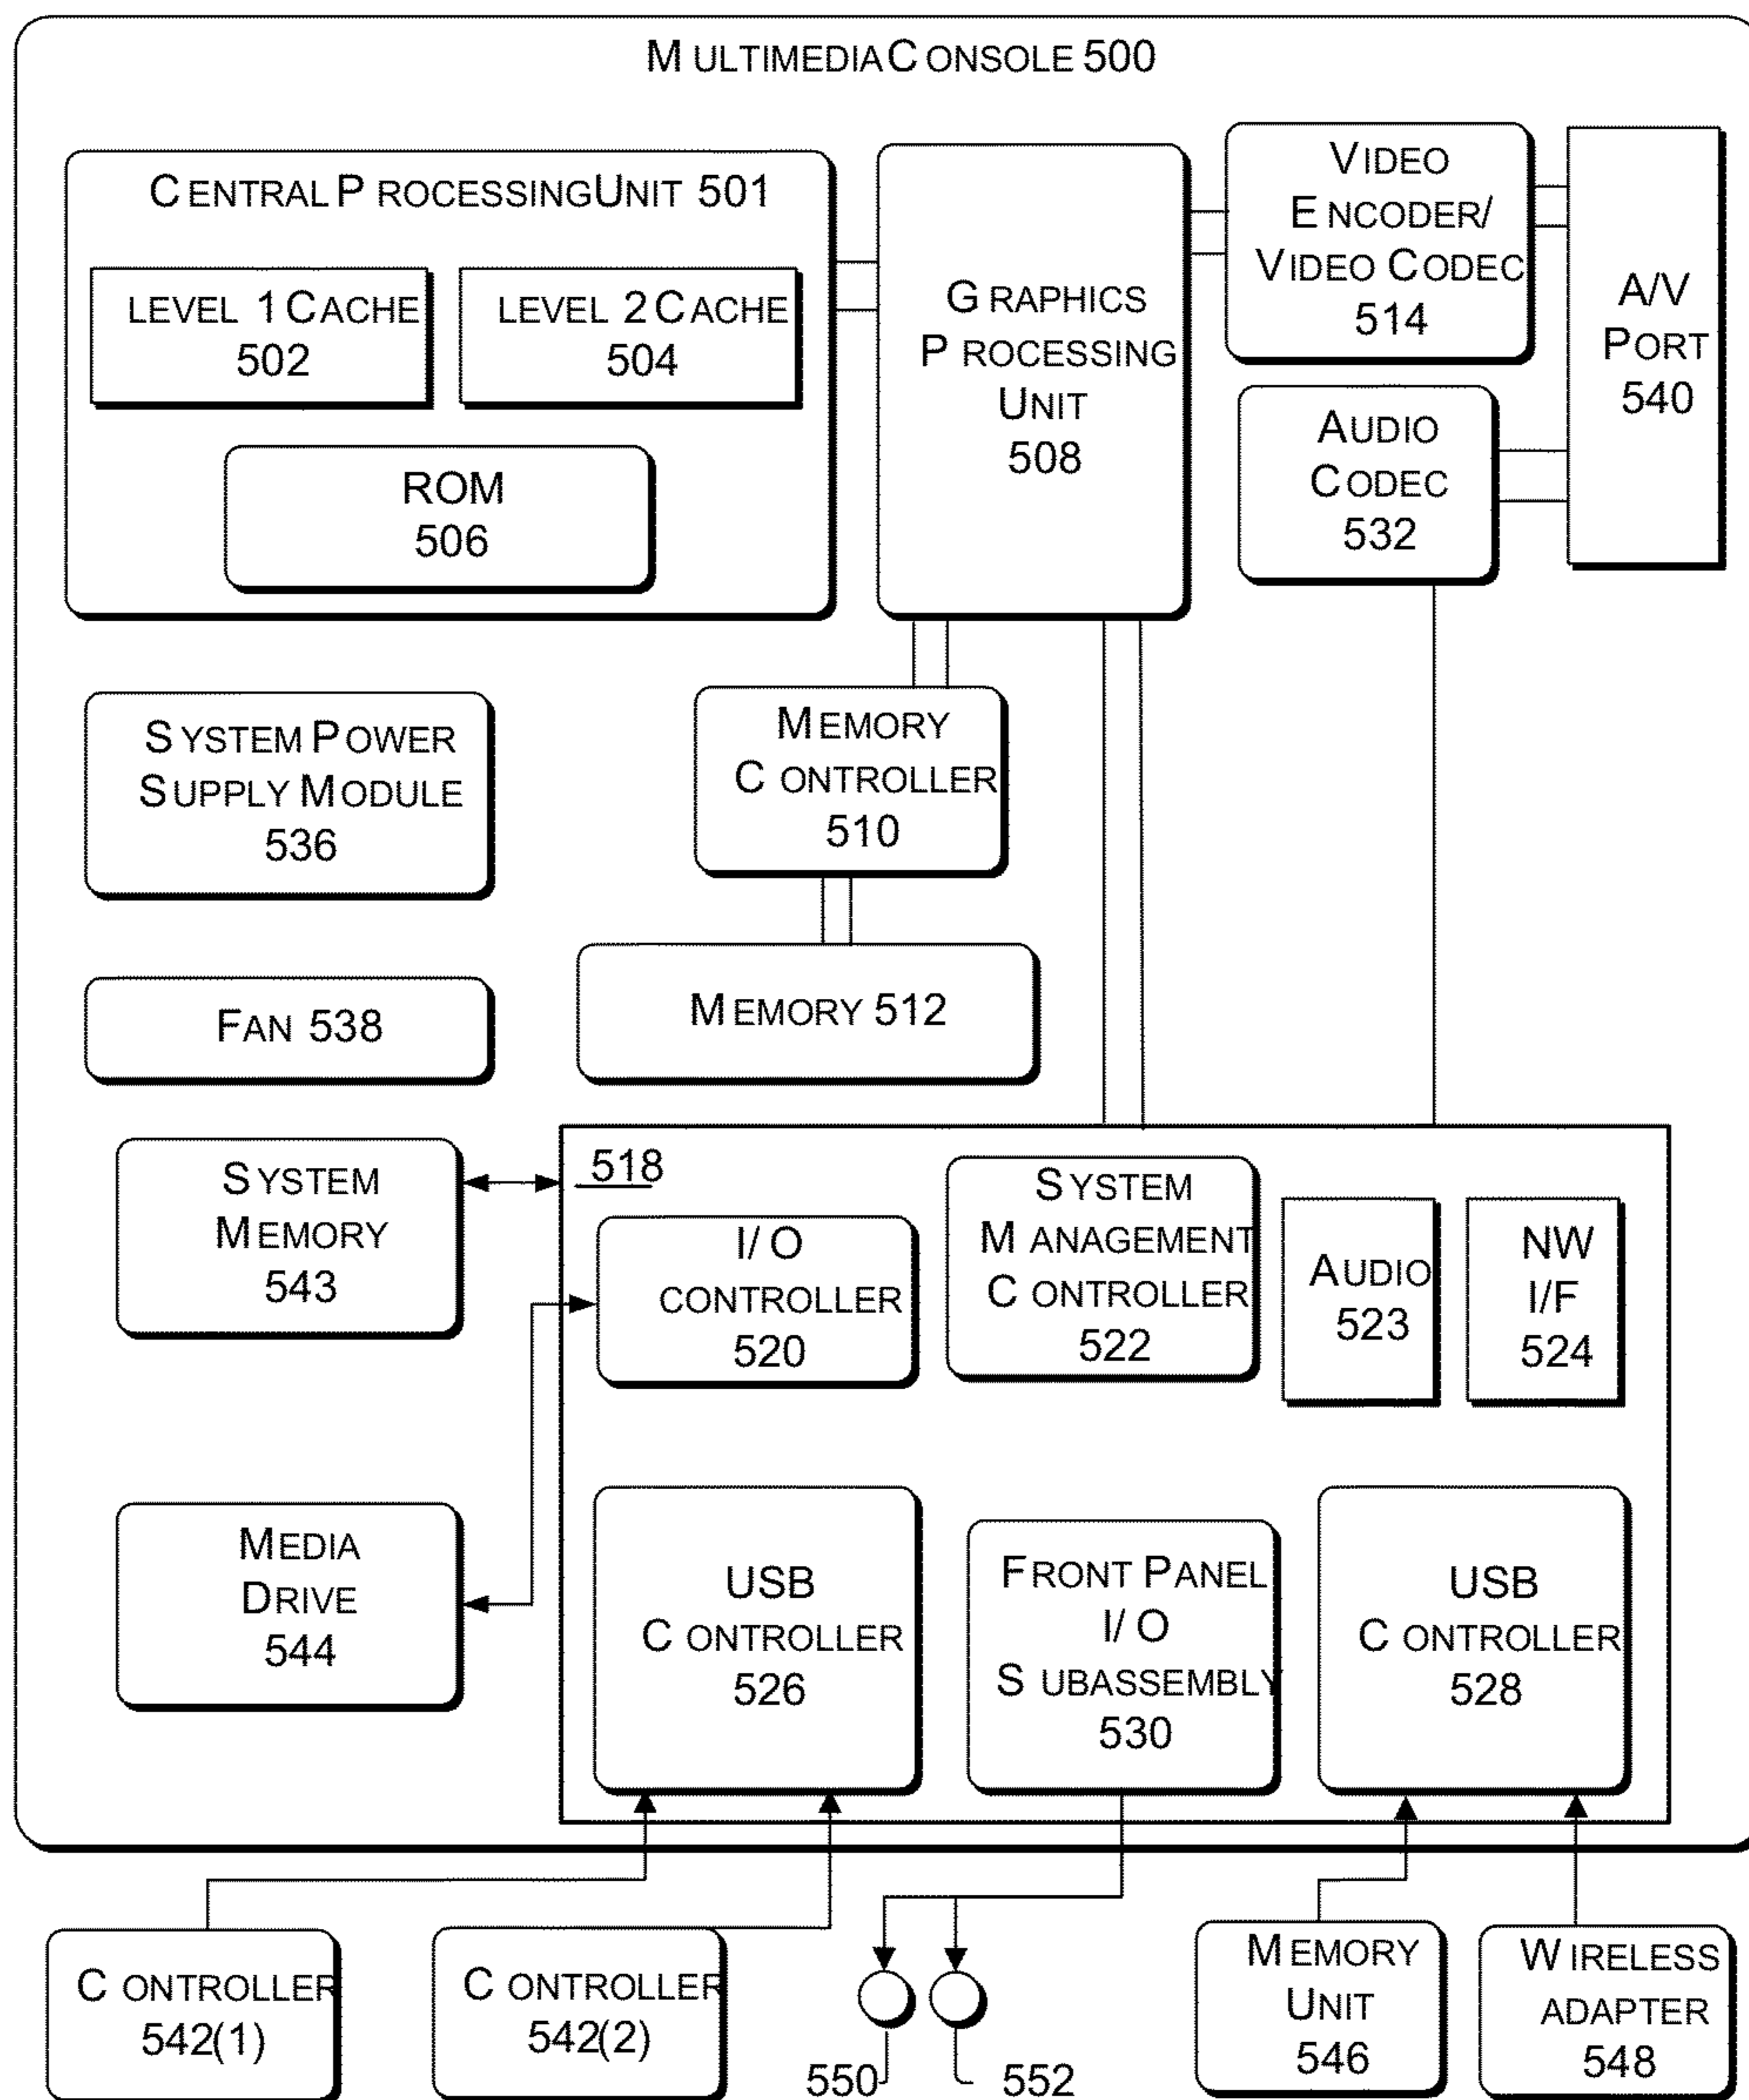 MULTIMEDIA CONSOLE 500
CENTRAL PROCESSING UNIT 501
LEVEL 1 CACHE
502
LEVEL 2 CACHE
504
ROM
506
GRAPHICS
PROCESSING
UNIT
508
VIDEO
ENCODER/
VIDEO CODEC
514
A/V
PORT
540
AUDIO
CODEC
532
SYSTEM POWER
SUPPLY MODULE
536
MEMORY
CONTROLLER
510
FAN 538
MEMORY 512
SYSTEM
MEMORY
543
518
I/O
CONTROLLER
520
SYSTEM
MANAGEMENT
CONTROLLER
522
AUDIO
523
NW
I/F
524
MEDIA
DRIVE
544
USB
CONTROLLER
526
FRONT PANEL
I/O
SUBASSEMBLY
530
USB
CONTROLLER
528
CONTROLLER
542(1)
CONTROLLER
542(2)
550
552
MEMORY
UNIT
546
WIRELESS
ADAPTER
548